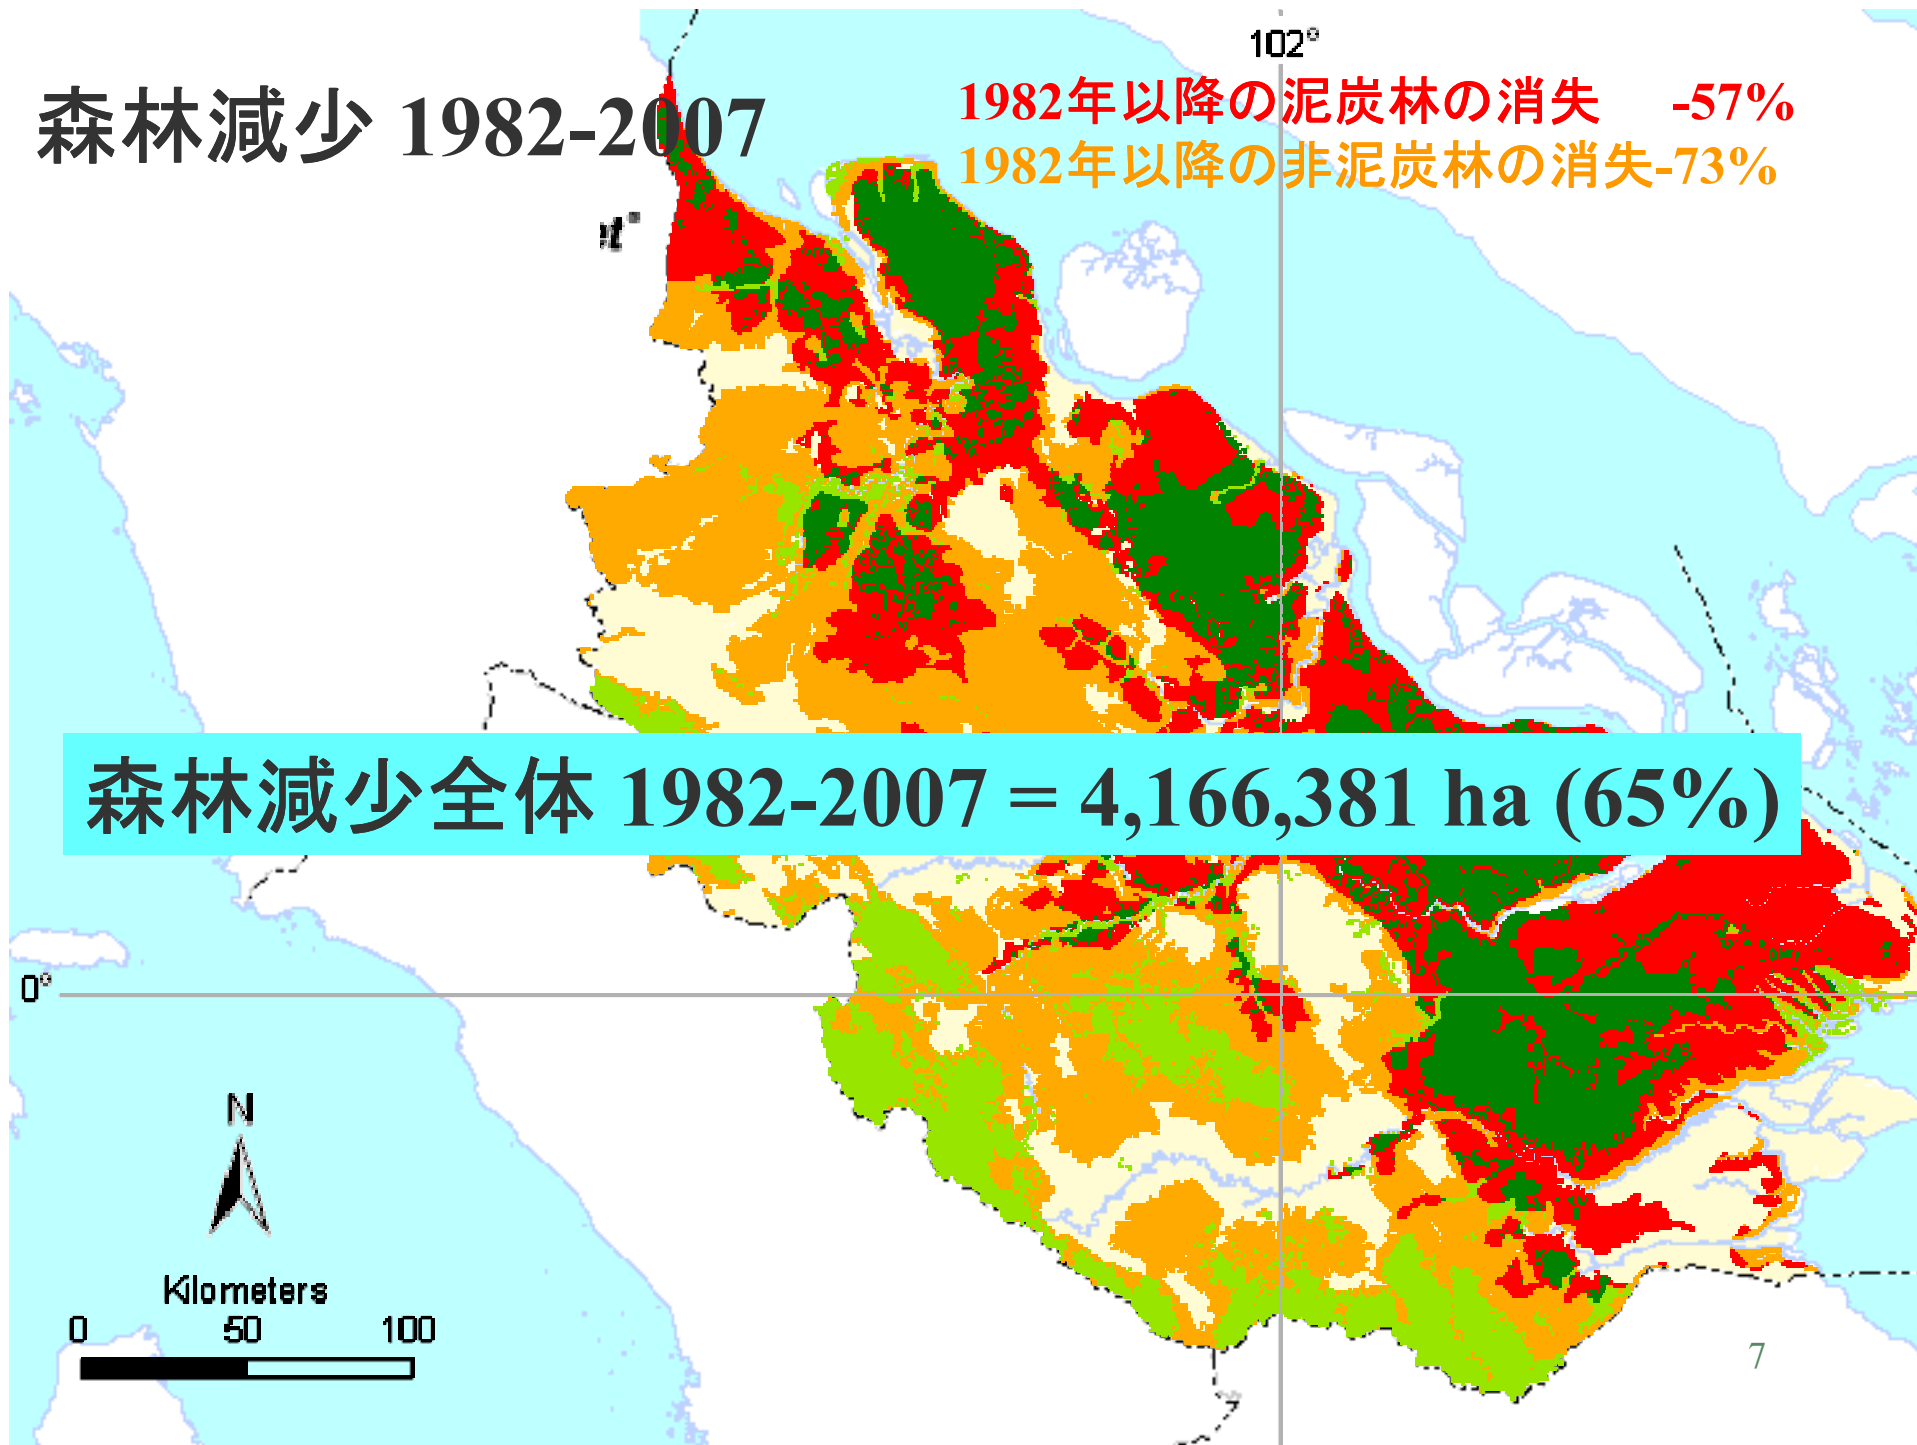 102°
森林減少 1982-2007
1982年以降の泥炭林の消失 -57%
1982年以降の非泥炭林の消失-73%
森林減少全体 1982-2007 = 4,166,381 ha (65%)
0°
N
Kilometers
0 50 100
7